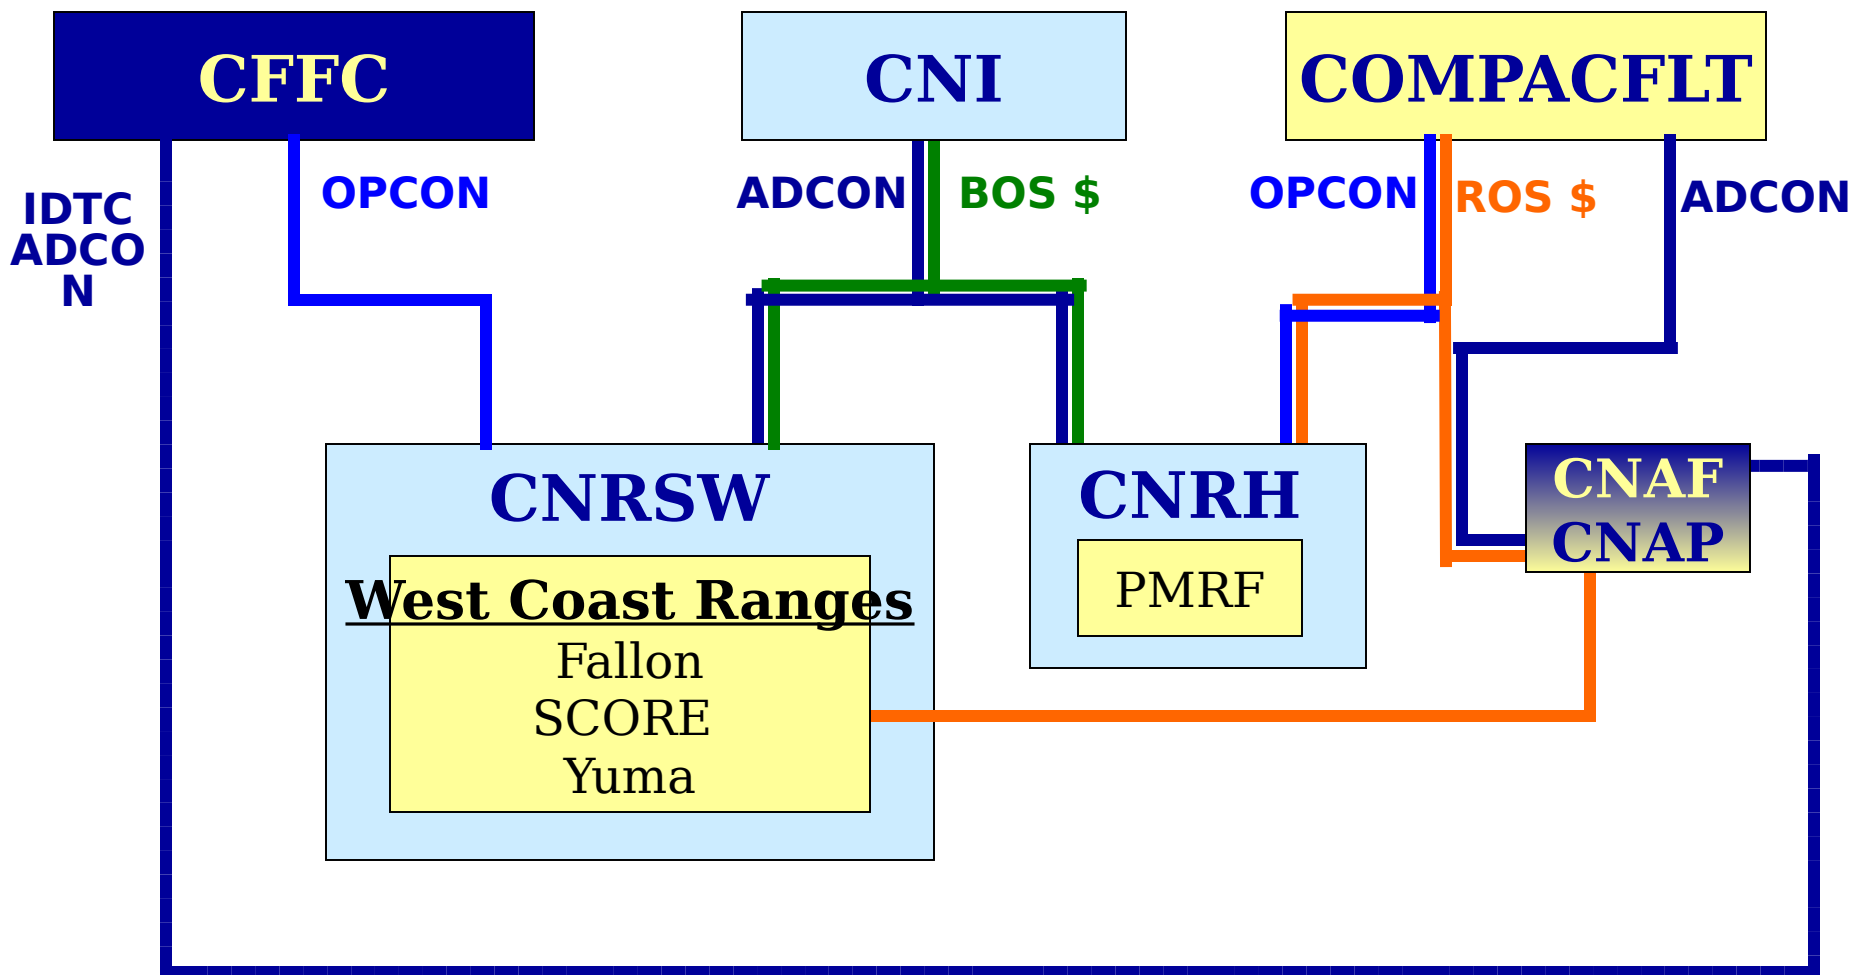 CFFC
CNI
COMPACFLT
IDTC
ADCO
N
OPCON
ADCON
BOS $
OPCON
ROS $
ADCON
CNRSW
West Coast Ranges
Fallon
SCORE
Yuma
CNRH
PMRF
CNAF
CNAP